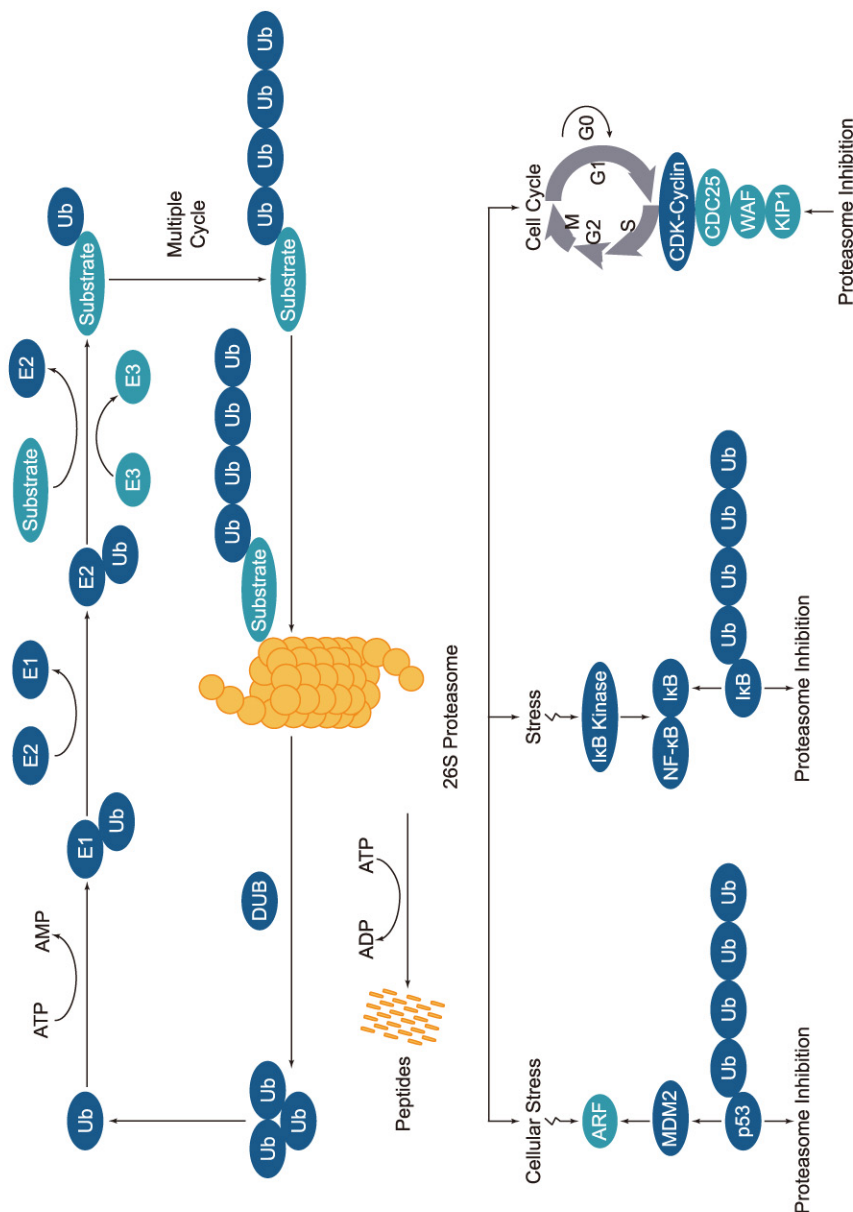 Ub
ATP
AMP
E1
Ub
E2
E1
E2
Ub
Substrate
E2
E3
E3
Substrate
Ub
Multiple
Cycle
Substrate
Ub
Ub
Ub
Ub
Substrate
Ub
Ub
Ub
Ub
26S Proteasome
DUB
Ub
Ub
Ub
ATP
ADP
Peptides
Cellular Stress
ARF
MDM2
p53
Ub
Ub
Ub
Ub
Proteasome Inhibition
Stress
IκB Kinase
NF-κB
IκB
IκB
Ub
Ub
Ub
Ub
Proteasome Inhibition
Cell Cycle
M
G2
S
G1
G0
CDK-Cyclin
CDC25
WAF
KIP1
Proteasome Inhibition